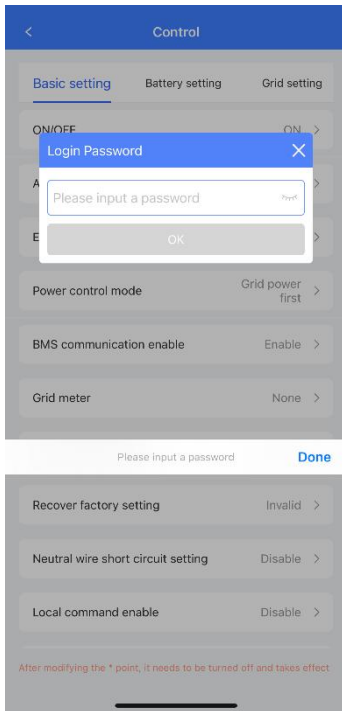 Control
Basic setting Battery setting Grid setting
ON/OFF ON
Login Password
A
Please input a password
E
OK
Power control mode Grid power first
BMS communication enable Enable
Grid meter None
Please input a password Done
Recover factory setting Invalid
Neutral wire short circuit setting Disable
Local command enable Disable
After modifying the * point, it needs to be turned off and takes effect